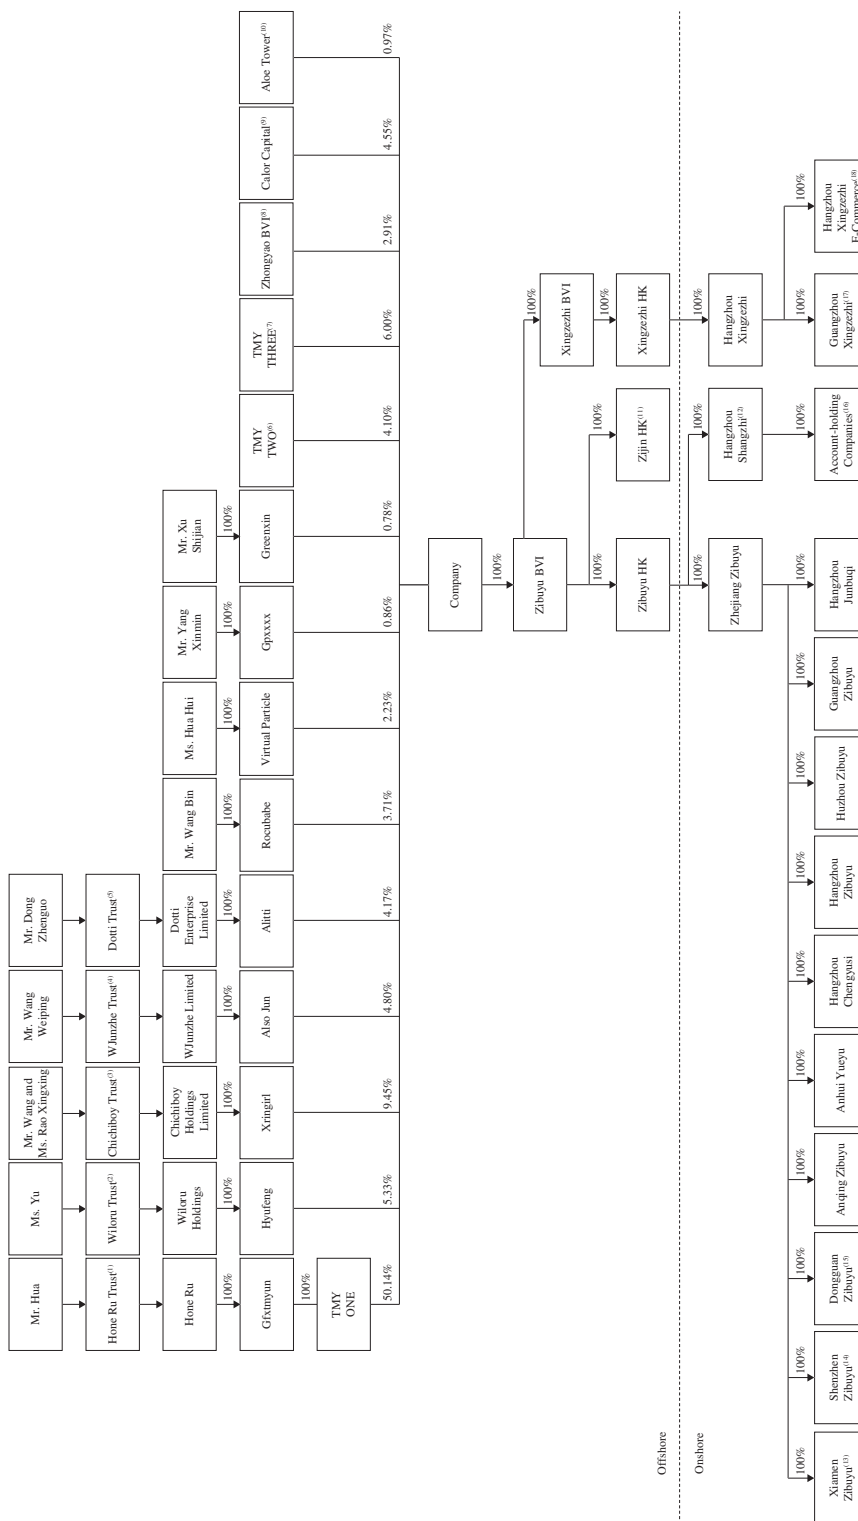 Mr. Hua
Ms. Yu
Mr. Wang and
Ms. Rao Xingxing
Mr. Wang
Weiping
Mr. Dong
Zhenguo
Hone Ru Trust(1)
Wiloru Trust(2)
Chichiboy Trust(3)
WJunzhe Trust(4)
Dotti Trust(5)
Hone Ru
Wiloru
Holdings
Chichiboy
Holdings
Limited
WJunzhe Limited
Dotti
Enterprise
Limited
Mr. Wang Bin
Ms. Hua Hui
Mr. Yang
Xinmin
Mr. Xu
Shijian
100%
100%
100%
100%
100%
100%
100%
100%
100%
Gfxtmyun
Hyufeng
Xringirl
Also Jun
Alitti
Rocubabe
Virtual Particle
Gpxxxx
Greenxin
TMY
TWO(6)
TMY
THREE(7)
Zhongyao BVI(8)
Calor Capital(9)
Aloe Tower(10)
100%
TMY
ONE
50.14%
5.33%
9.45%
4.80%
4.17%
3.71%
2.23%
0.86%
0.78%
4.10%
6.00%
2.91%
4.55%
0.97%
Company
100%
Zibuyu BVI
100%
Xingzezhi BVI
100%
100%
100%
Zibuyu HK
Zijin HK(11)
Xingzezhi HK
Offshore
Onshore
100%
100%
100%
Zhejiang Zibuyu
Hangzhou
Shangzhi(12)
Hangzhou
Xingzezhi
100%
100%
100%
100%
100%
100%
100%
100%
100%
100%
100%
100%
100%
Xiamen
Zibuyu(13)
Shenzhen
Zibuyu(14)
Dongguan
Zibuyu(15)
Anqing Zibuyu
Anhui Yueyu
Hangzhou
Chengyusi
Hangzhou
Zibuyu
Huzhou Zibuyu
Guangzhou
Zibuyu
Hangzhou
Junbuqi
Account-holding
Companies(16)
Guangzhou
Xingzezhi(17)
Hangzhou
Xingzezhi
E-Commerce(18)